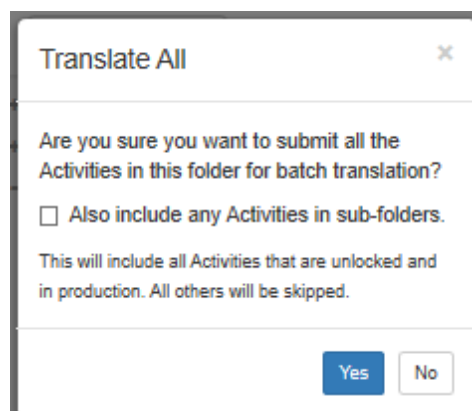 Translate All
×
Are you sure you want to submit all the
Activities in this folder for batch translation?
Also include any Activities in sub-folders.
This will include all Activities that are unlocked and
in production. All others will be skipped.
Yes No